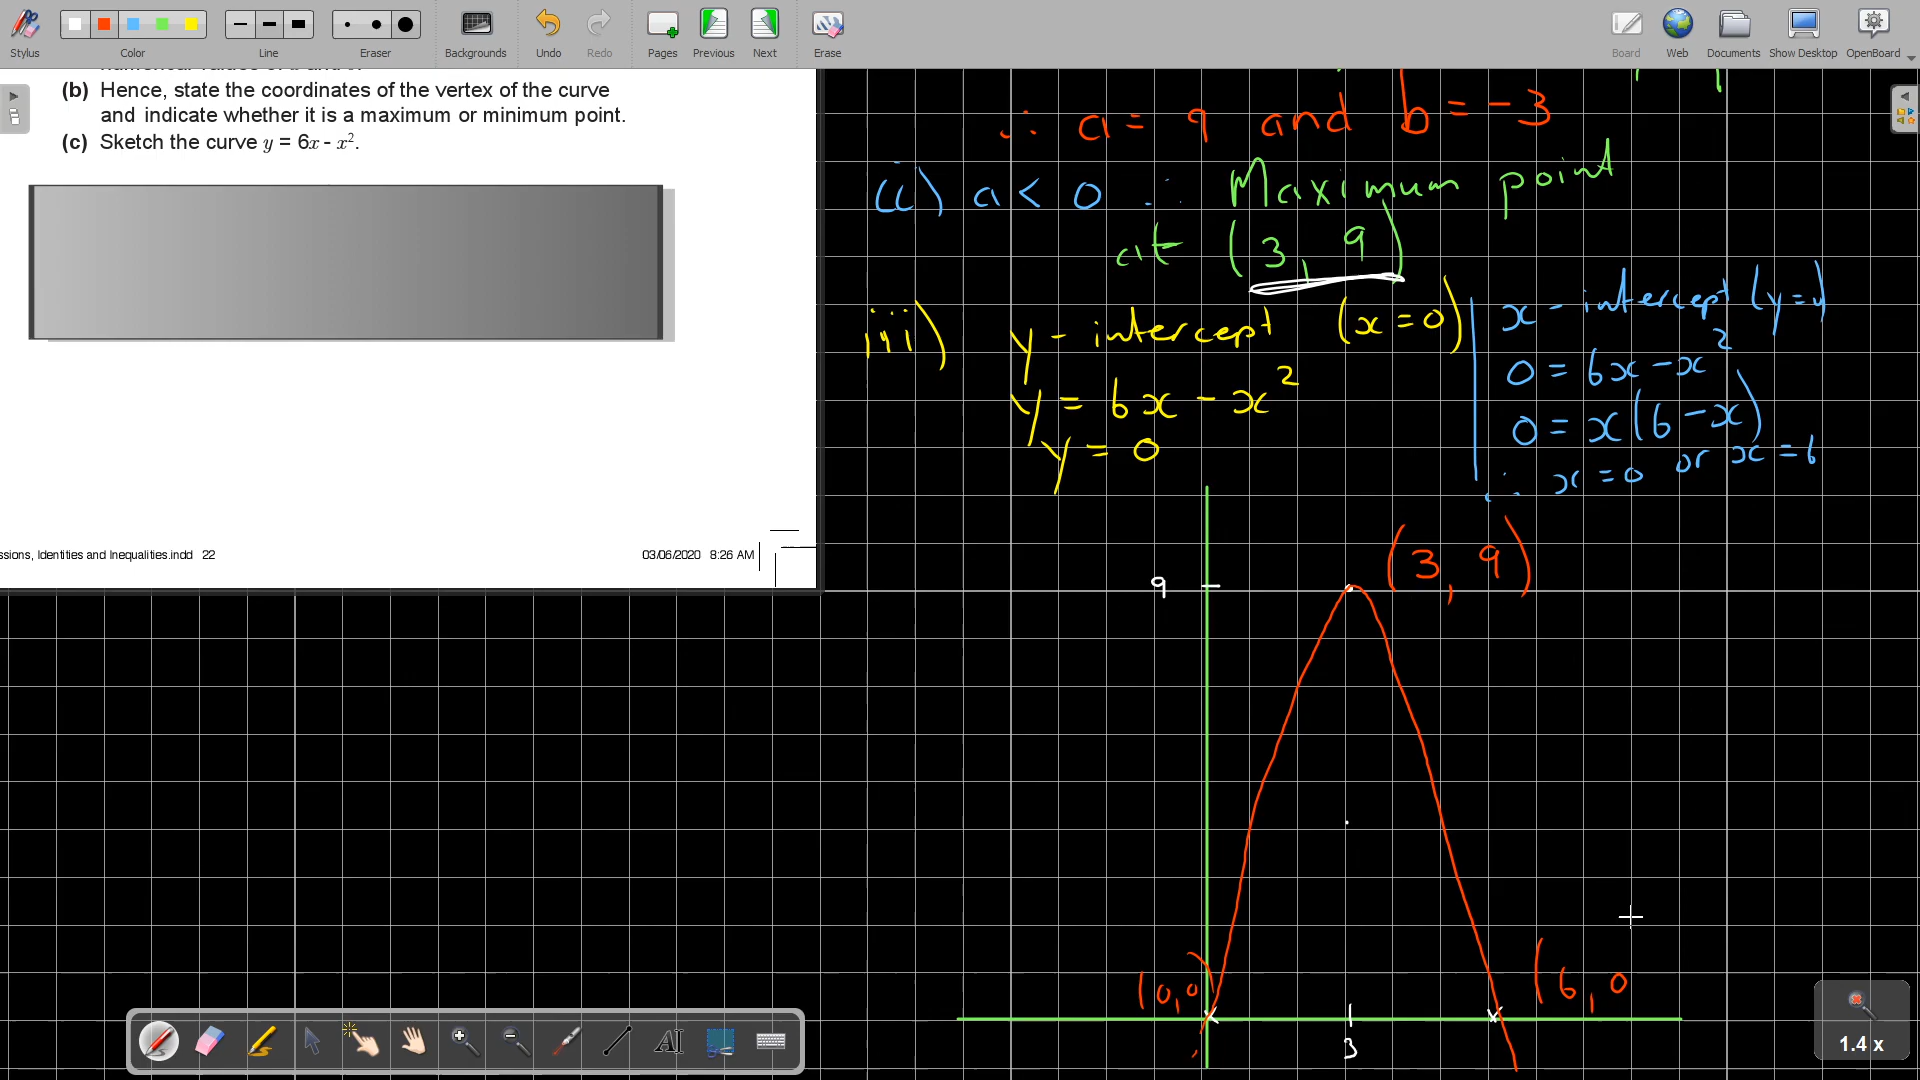 Stylus
Color
Line
Eraser
Backgrounds
Undo
Redo
Pages
Previous
Next
Erase
Board
Web
Documents
Show Desktop
OpenBoard
(b) Hence, state the coordinates of the vertex of the curve
and indicate whether it is a maximum or minimum point.
(c) Sketch the curve y = 6x - x².
ssions, Identities and Inequalities.indd 22
03/06/2020 8:26 AM
∴ a = 9 and b = -3
(ii) a < 0 ∴ Maximum point
at (3, 9)
iii) y - intercept (x = 0)
y = 6x - x²
y = 0
x - intercept
0 = 6x - x²
0 = x(6 - x)
∴ x = 0 or x = 6
(3, 9)
9
(0,0)
(6, 0
3
1.4 x